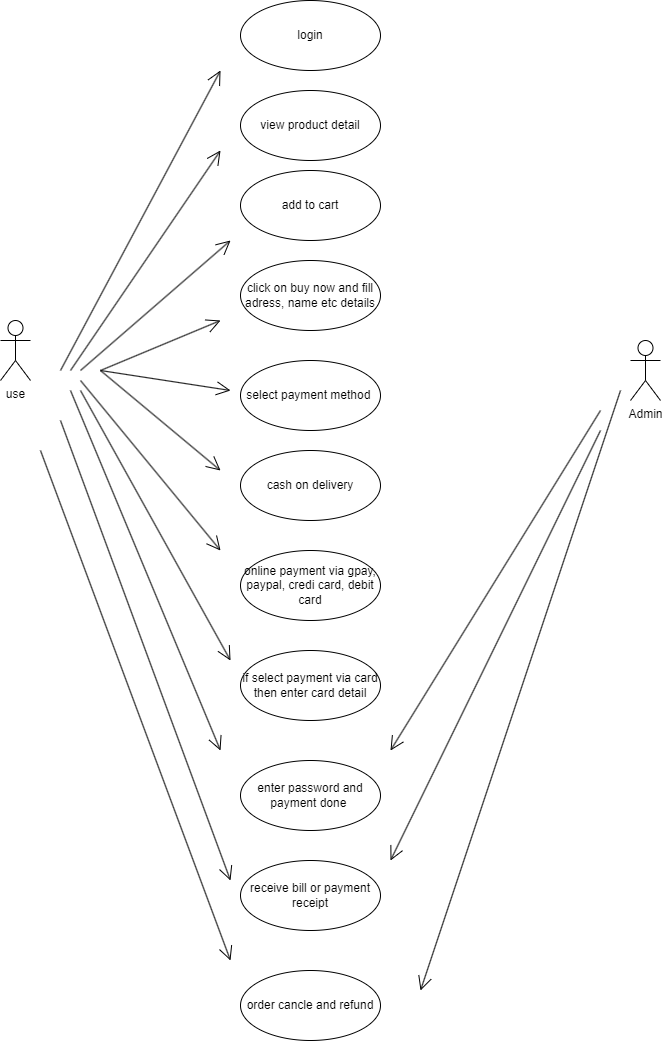 login
view product detail
add to cart
click on buy now and fill
adress, name etc details
use
select payment method
Admin
cash on delivery
online payment via gpay,
paypal, credi card, debit
card
if select payment via card
then enter card detail
enter password and
payment done
receive bill or payment
receipt
order cancle and refund